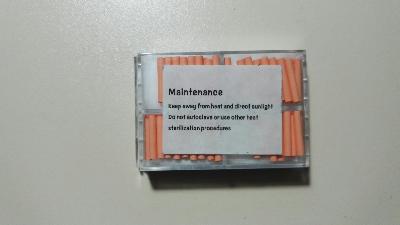 Maintenance
Keep away from heat and direct sunlight
Do not autoclave or use other heat
sterilization procedures